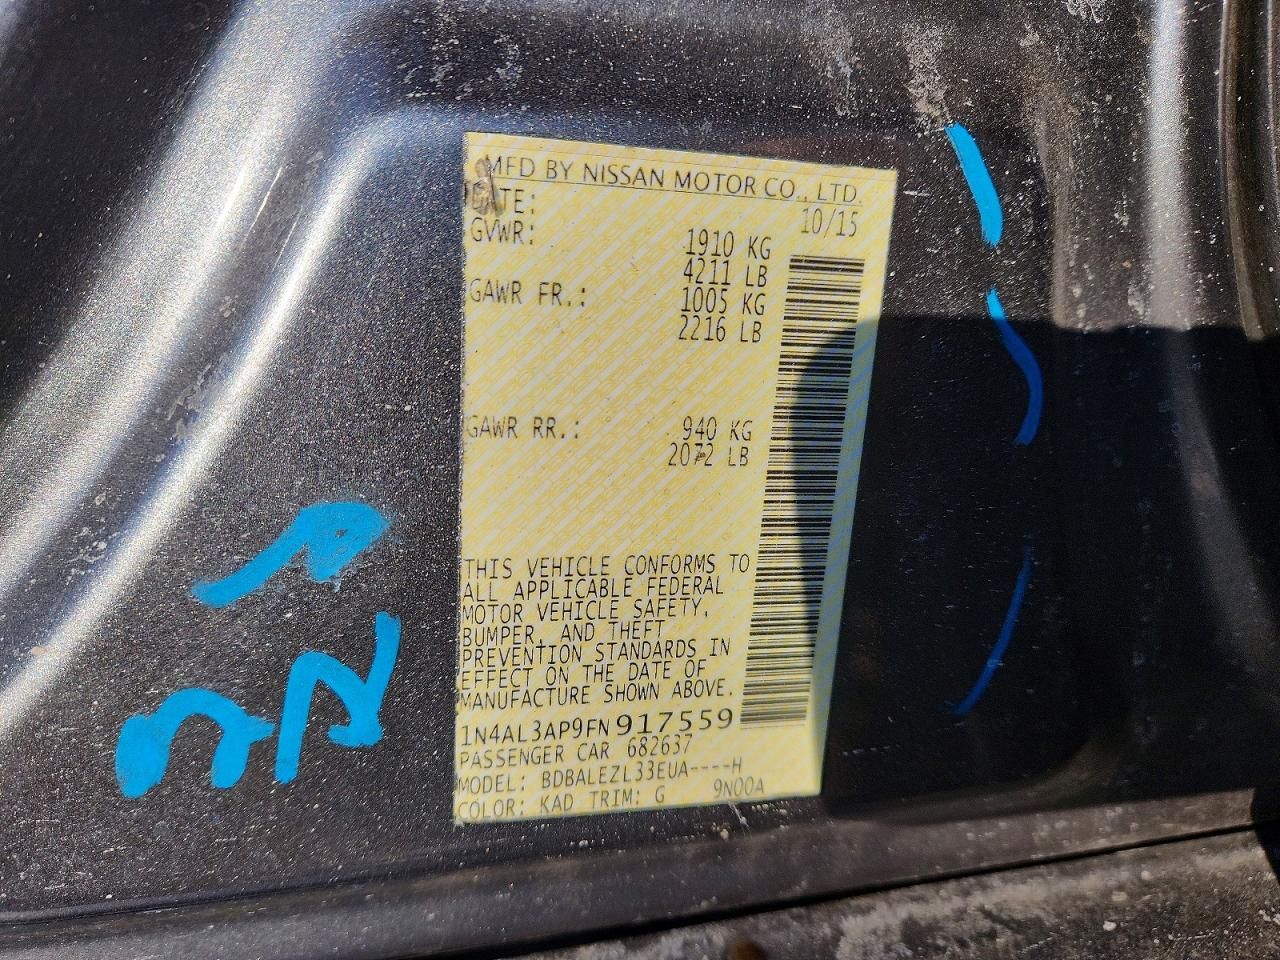 MFD BY NISSAN MOTOR CO., LTD.
DATE: 10/15
GVWR: 1910 KG
4211 LB
GAWR FR.: 1005 KG
2216 LB
GAWR RR.: 940 KG
2072 LB
THIS VEHICLE CONFORMS TO
ALL APPLICABLE FEDERAL
MOTOR VEHICLE SAFETY,
BUMPER, AND THEFT
PREVENTION STANDARDS IN
EFFECT ON THE DATE OF
MANUFACTURE SHOWN ABOVE.
1N4AL3AP9FN917559
PASSENGER CAR 682637
MODEL: BDBALEZL33EUA----H
COLOR: KAD TRIM: G 9N00A